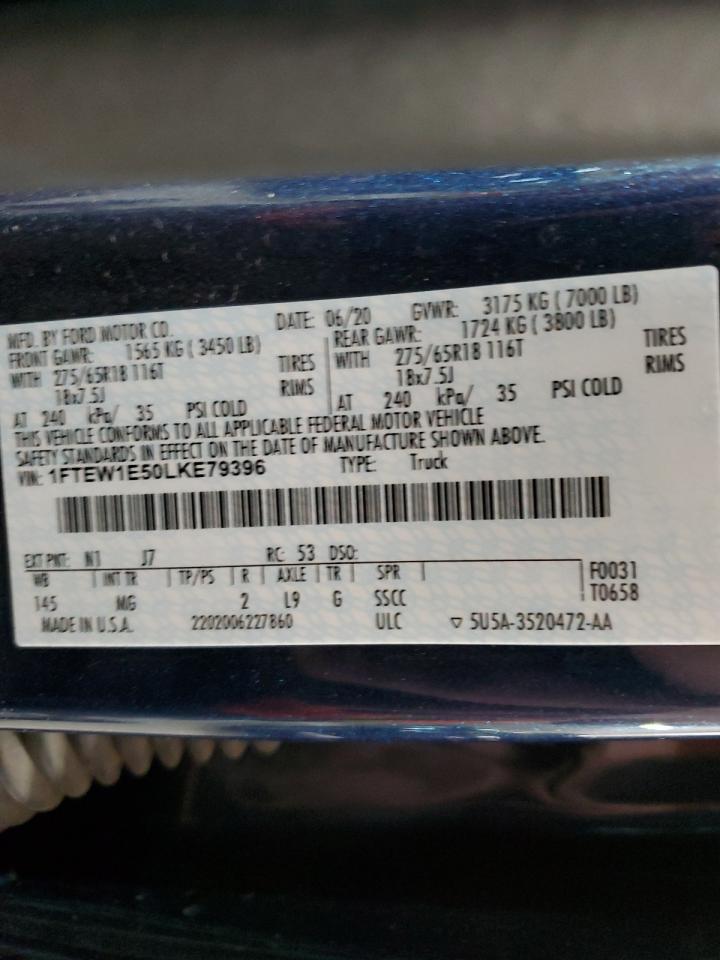 MFD. BY FORD MOTOR CO. DATE: 06/20 GVWR: 3175 KG ( 7000 LB)
FRONT GAWR: 1565 KG ( 3450 LB) REAR GAWR: 1724 KG ( 3800 LB)
WITH 275/65R18 116T TIRES WITH 275/65R18 116T TIRES
18x7.5J RIMS 18x7.5J RIMS
AT 240 kPa/ 35 PSI COLD AT 240 kPa/ 35 PSI COLD
THIS VEHICLE CONFORMS TO ALL APPLICABLE FEDERAL MOTOR VEHICLE
SAFETY STANDARDS IN EFFECT ON THE DATE OF MANUFACTURE SHOWN ABOVE.
VIN: 1FTEW1E50LKE79396 TYPE: Truck
EXT PNT: N1 J7 RC: 53 DSO:
WB INT TR TP/PS R AXLE TR SPR F0031
145 MG 2 L9 G SSCC T0658
MADE IN U.S.A. 2202006227860 ULC ▽ 5U5A-3520472-AA